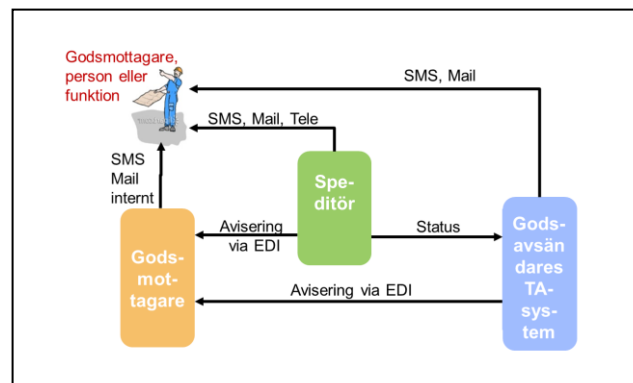 Godsmottagare,
person eller
funktion
SMS, Mail
SMS, Mail, Tele
SMS
Mail
internt
Spe-
ditör
Avisering
via EDI
Status
Gods-
mot-
tagare
Gods-
avsän
dares
TA-
sys-
tem
Avisering via EDI